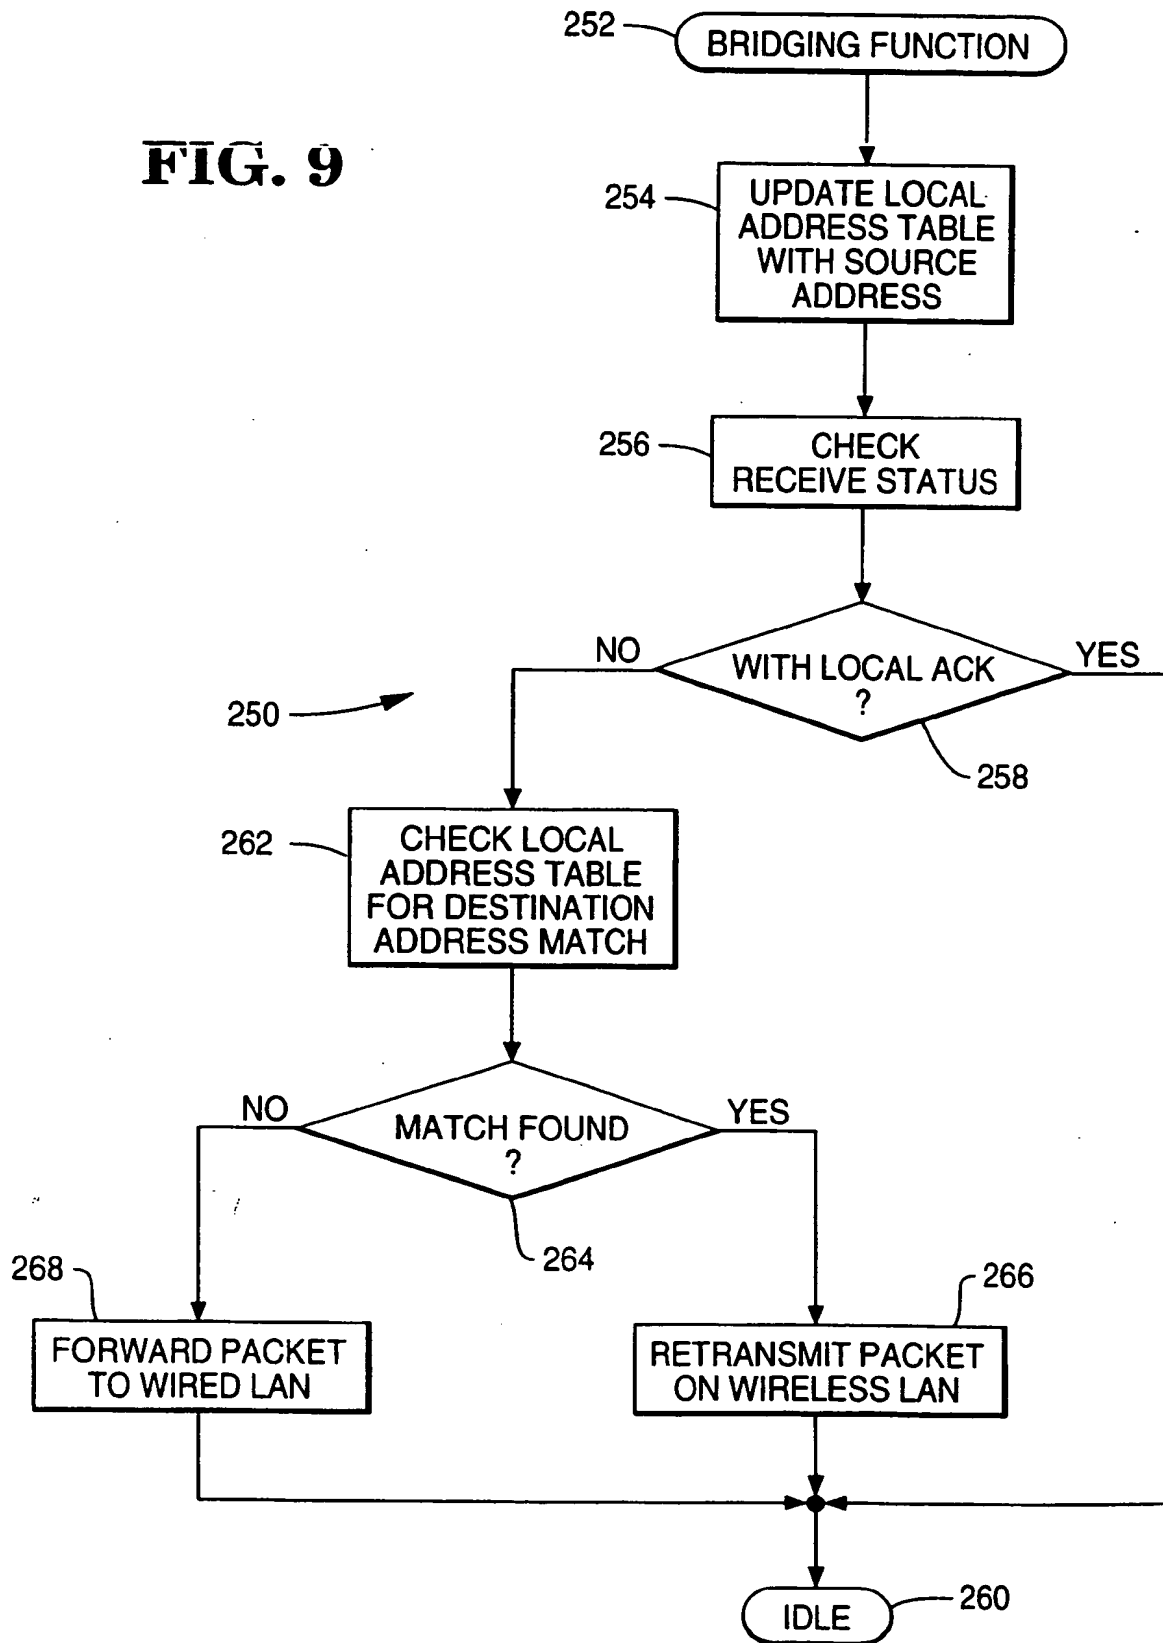 252
BRIDGING FUNCTION
FIG. 9
254
UPDATE LOCAL
ADDRESS TABLE
WITH SOURCE
ADDRESS
256
CHECK
RECEIVE STATUS
NO
WITH LOCAL ACK
?
YES
250
258
262
CHECK LOCAL
ADDRESS TABLE
FOR DESTINATION
ADDRESS MATCH
NO
MATCH FOUND
?
YES
264
268
FORWARD PACKET
TO WIRED LAN
266
RETRANSMIT PACKET
ON WIRELESS LAN
IDLE
260